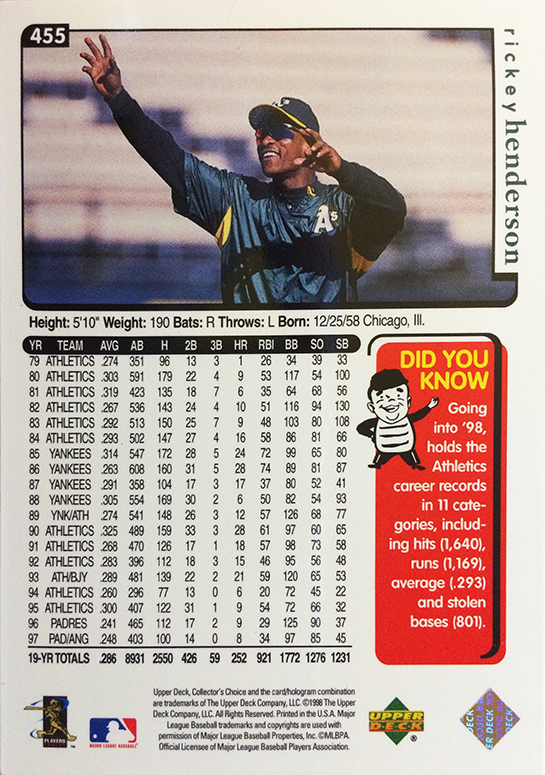 455
rickey henderson
A's
Height: 5'10" Weight: 190 Bats: R Throws: L Born: 12/25/58 Chicago, Ill.
YR TEAM AVG AB H 2B 3B HR RBI BB SO SB
79 ATHLETICS .274 351 96 13 3 1 26 34 39 33
80 ATHLETICS .303 591 179 22 4 9 53 117 54 100
81 ATHLETICS .319 423 135 18 7 6 35 64 68 56
82 ATHLETICS .267 536 143 24 4 10 51 116 94 130
83 ATHLETICS .292 513 150 25 7 9 48 103 80 108
84 ATHLETICS .293 502 147 27 4 16 58 86 81 66
85 YANKEES .314 547 172 28 5 24 72 99 65 80
86 YANKEES .263 608 160 31 5 28 74 89 81 87
87 YANKEES .291 358 104 17 3 17 37 80 52 41
88 YANKEES .305 554 169 30 2 6 50 82 54 93
89 YNK/ATH .274 541 148 26 3 12 57 126 68 77
90 ATHLETICS .325 489 159 33 3 28 61 97 60 65
91 ATHLETICS .268 470 126 17 1 18 57 98 73 58
92 ATHLETICS .283 396 112 18 3 15 46 95 56 48
93 ATH/BJY .289 481 139 22 2 21 59 120 65 53
94 ATHLETICS .260 296 77 13 0 6 20 72 45 22
95 ATHLETICS .300 407 122 31 1 9 54 72 66 32
96 PADRES .241 465 112 17 2 9 29 125 90 37
97 PAD/ANG .248 403 100 14 0 8 34 97 85 45
19-YR TOTALS .286 8931 2550 426 59 252 921 1772 1276 1231
DID YOU
KNOW
Going
into '98,
holds the
Athletics
career records
in 11 cate-
gories, includ-
ing hits (1,640),
runs (1,169),
average (.293)
and stolen
bases (801).
Upper Deck, Collector's Choice and the card/hologram combination
are trademarks of The Upper Deck Company, LLC. ©1998 The Upper
Deck Company, LLC. All Rights Reserved. Printed in the U.S.A. Major
League Baseball trademarks and copyrights are used with
permission of Major League Baseball Properties, Inc. ©MLBPA.
Official Licensee of Major League Baseball Players Association.
PLAYERS
MAJOR LEAGUE BASEBALL
UPPER
DECK
®